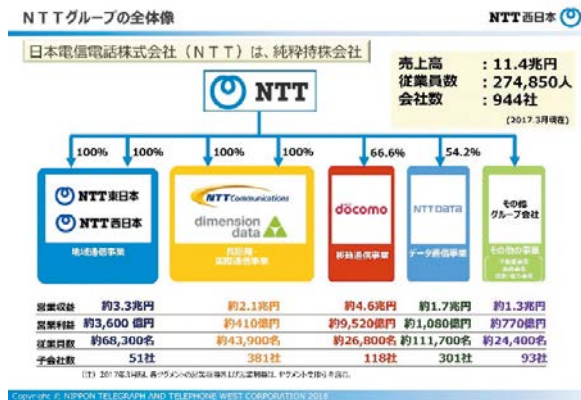 NTTグループの全体像
NTT西日本
日本電信電話株式会社（NTT）は、純粋持株会社
売上高 : 11.4兆円
従業員数 : 274,850人
会社数 : 944社
(2017.3月現在)
NTT
100% 100% 100% 100% 66.6% 54.2%
NTT東日本
NTT西日本
地域通信事業
NTT Communications
dimension data
長距離・国際通信事業
döcomo
移動通信事業
NTT DATA
データ通信事業
その他
グループ会社
その他の事業
営業収益 約3.3兆円 約2.1兆円 約4.6兆円 約1.7兆円 約1.3兆円
営業利益 約3,600 億円 約410億円 約9,520億円 約1,080億円 約770億円
従業員数 約68,300名 約43,900名 約26,800名 約111,700名 約24,400名
子会社数 51社 381社 118社 301社 93社
Copyright © NIPPON TELEGRAPH AND TELEPHONE WEST CORPORATION 2018